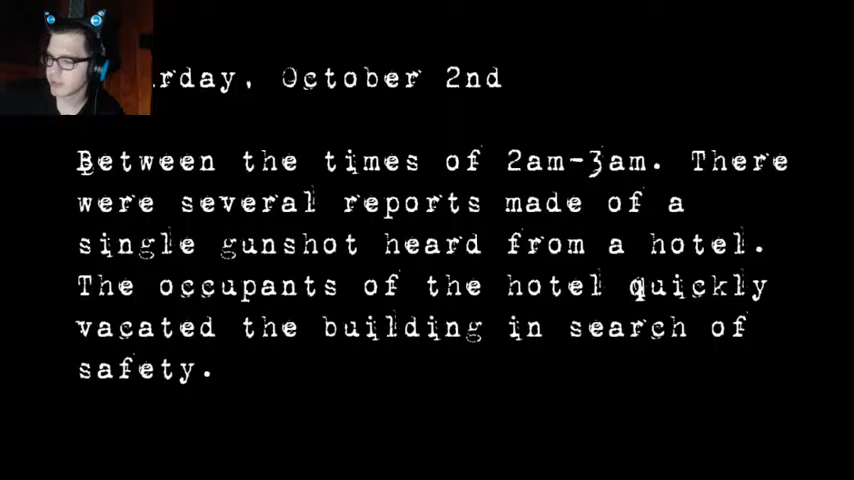 rday, October 2nd
Between the times of 2am-3am. There
were several reports made of a
single gunshot heard from a hotel.
The occupants of the hotel quickly
vacated the building in search of
safety.